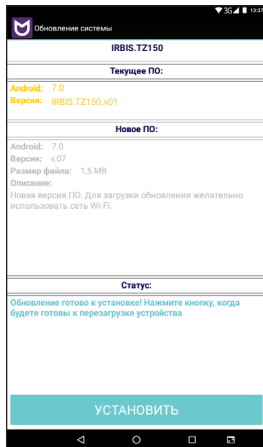 3G 13:37
Обновление системы
IRBIS.TZ150
Текущее ПО:
Android: 7.0
Версия: IRBIS.TZ150.v01
Новое ПО:
Android: 7.0
Версия: v.07
Размер файла: 1,5 MB
Описание:
Новая версия ПО. Для загрузки обновления желательно
использовать сеть Wi-Fi.
Статус:
Обновление готово к установке! Нажмите кнопку, когда
будете готовы к перезагрузке устройства
УСТАНОВИТЬ